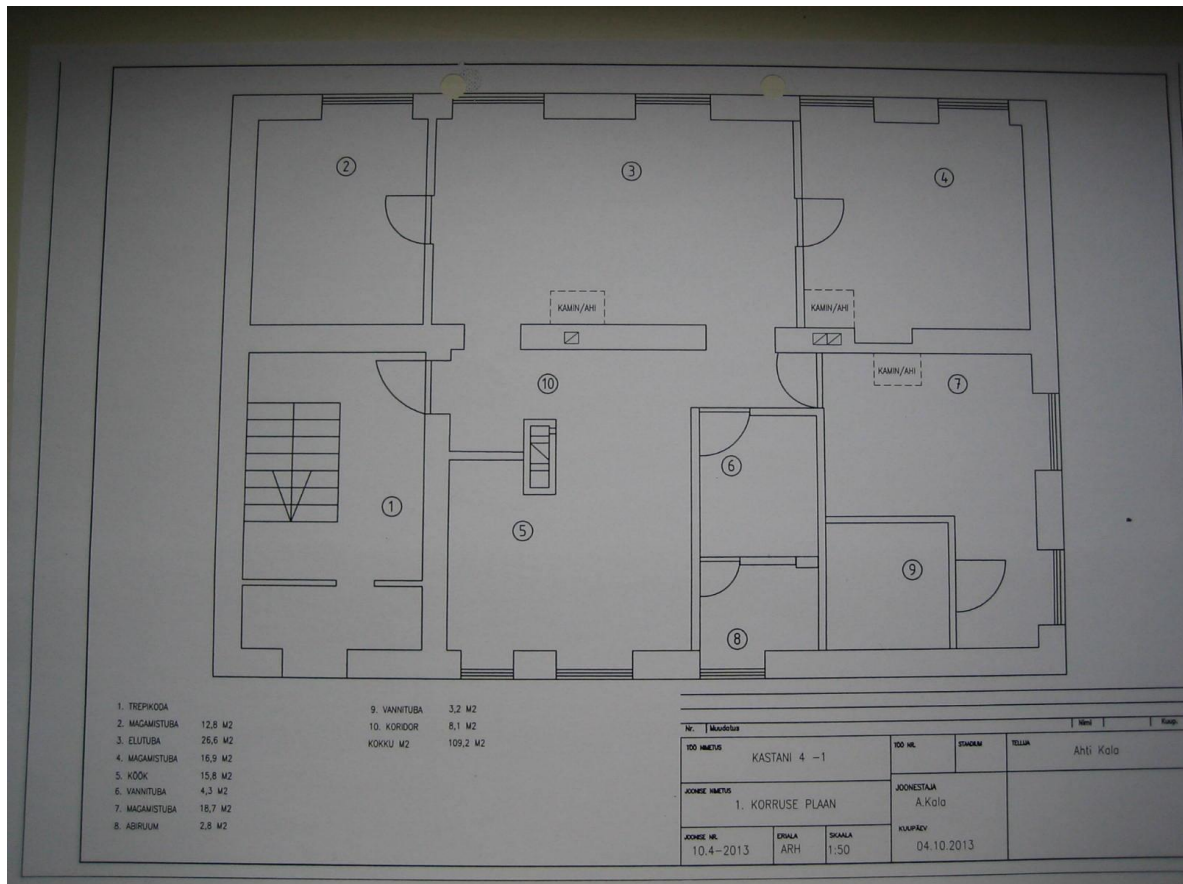 2
3
4
KAMIN/AHI
KAMIN/AHI
KAMIN/AHI
10
7
6
1
5
9
8
1. TREPIKODA
2. MAGAMISTUBA 12,8 M2
3. ELUTUBA 26,6 M2
4. MAGAMISTUBA 16,9 M2
5. KÖÖK 15,8 M2
6. VANNITUBA 4,3 M2
7. MAGAMISTUBA 18,7 M2
8. ABIRUUM 2,8 M2
9. VANNITUBA 3,2 M2
10. KORIDOR 8,1 M2
KOKKU M2 109,2 M2
Nr. Muudatus Nimi Kuup.
TÖÖ NIMETUS
KASTANI 4 -1
TÖÖ NR.
STAADIUM
TELLIJA
Ahti Kala
JOONISE NIMETUS
1. KORRUSE PLAAN
JOONESTAJA
A.Kala
JOONISE NR.
10.4-2013
ERIALA
ARH
SKAALA
1:50
KUUPÄEV
04.10.2013